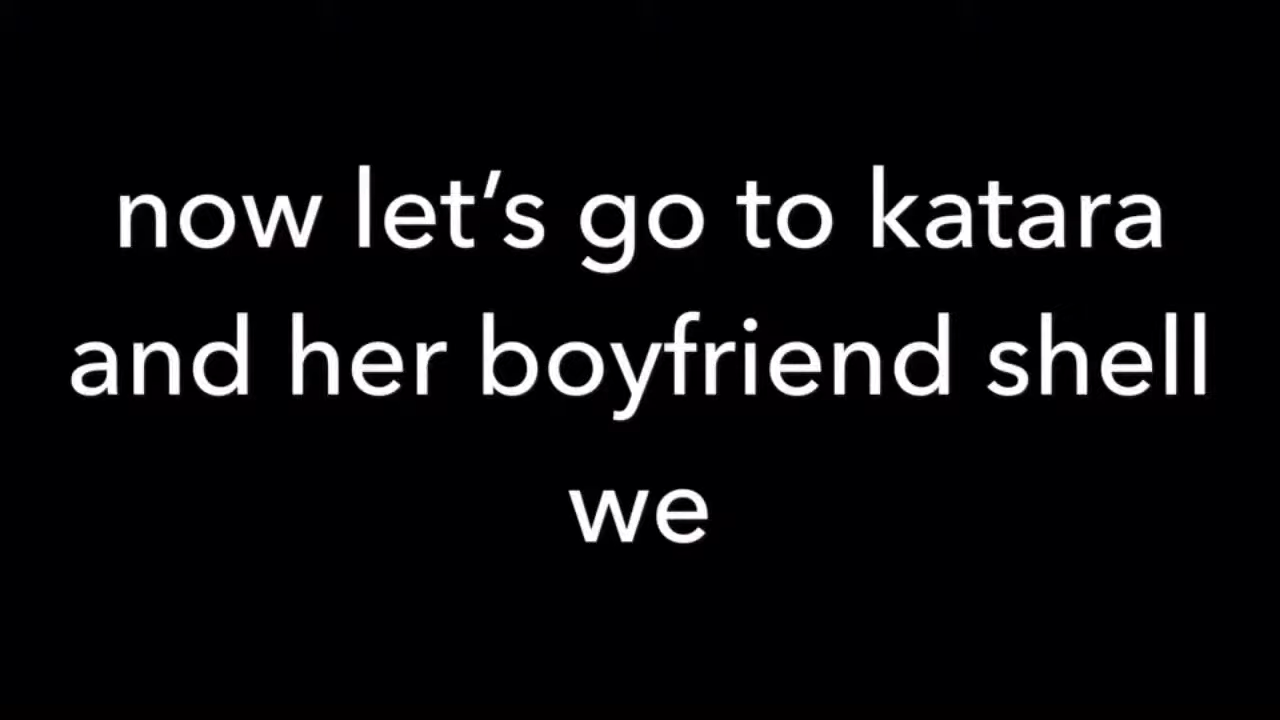 now let’s go to katara
and her boyfriend shell
we